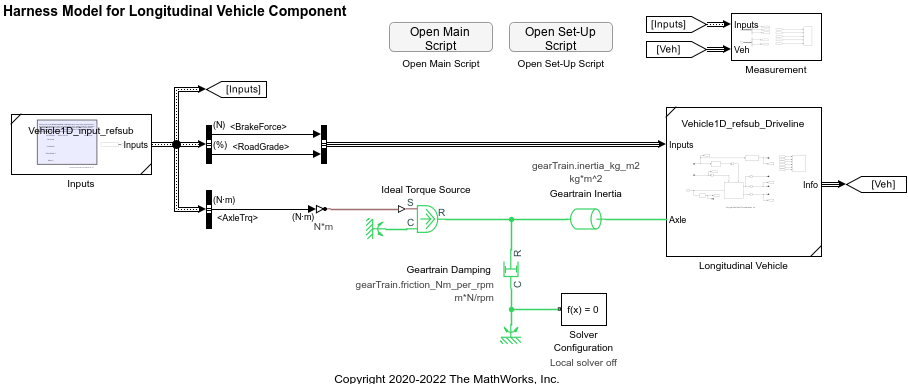 Harness Model for Longitudinal Vehicle Component
Open Main
Script
Open Main Script
Open Set-Up
Script
Open Set-Up Script
[Inputs]
[Veh]
Inputs
Veh
Measurement
[Inputs]
Vehicle1D_input_refsub
Inputs
Inputs
(N) <BrakeForce>
(%) <RoadGrade>
(N·m)
<AxleTrq>
(N·m)
N*m
Ideal Torque Source
S
C
R
gearTrain.inertia_kg_m2
kg*m^2
Geartrain Inertia
Vehicle1D_refsub_Driveline
Inputs
Axle
Info
[Veh]
Longitudinal Vehicle
R
C
Geartrain Damping
gearTrain.friction_Nm_per_rpm
m*N/rpm
f(x) = 0
Solver
Configuration
Local solver off
Copyright 2020-2022 The MathWorks, Inc.